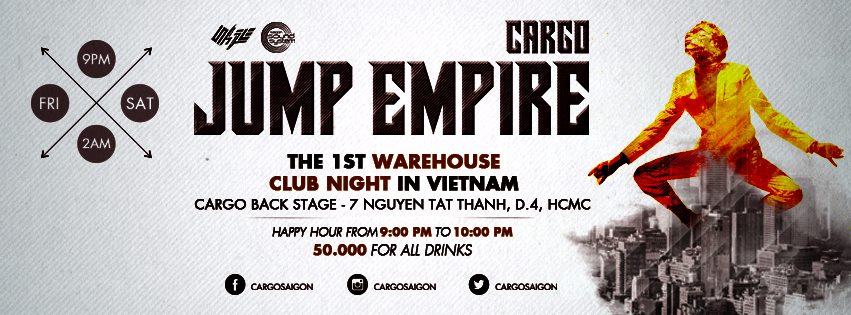 9PM
FRI
SAT
2AM
CARGO
JUMP EMPIRE
THE 1ST WAREHOUSE
CLUB NIGHT IN VIETNAM
CARGO BACK STAGE - 7 NGUYEN TAT THANH, D.4, HCMC
HAPPY HOUR FROM 9:00 PM TO 10:00 PM
50.000 FOR ALL DRINKS
CARGOSAIGON
CARGOSAIGON
CARGOSAIGON